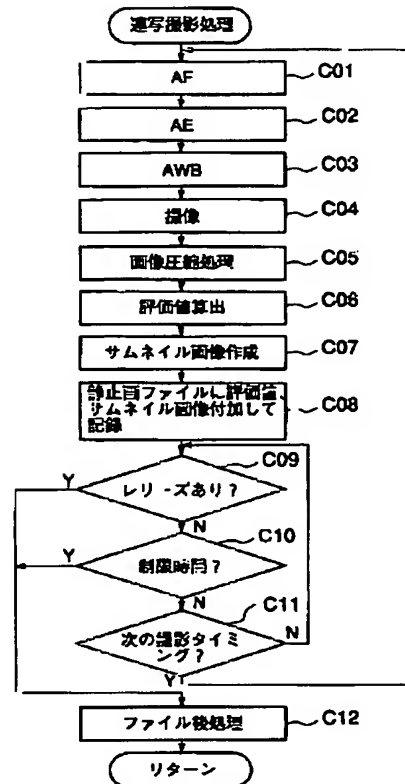 連写撮影処理
AF
C01
AE
C02
AWB
C03
撮像
C04
画像圧縮処理
C05
評価値算出
C06
サムネイル画像作成
C07
静止画ファイルに評価値、
サムネイル画像付加して
記録
C08
C09
レリーズあり?
Y
N
C10
制限時間?
Y
N
C11
次の撮影タイミ
ング?
N
Y
ファイル後処理
C12
リターン